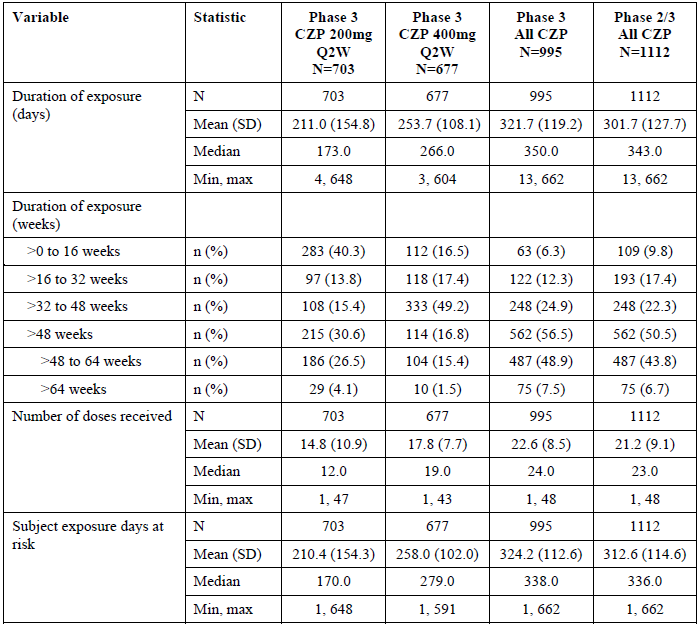 Variable Statistic Phase 3 CZP 200mg Q2W N=703 Phase 3 CZP 400mg Q2W N=677 Phase 3 All CZP N=995 Phase 2/3 All CZP N=1112
Duration of exposure (days) N 703 677 995 1112
Mean (SD) 211.0 (154.8) 253.7 (108.1) 321.7 (119.2) 301.7 (127.7)
Median 173.0 266.0 350.0 343.0
Min, max 4, 648 3, 604 13, 662 13, 662
Duration of exposure (weeks)
>0 to 16 weeks n (%) 283 (40.3) 112 (16.5) 63 (6.3) 109 (9.8)
>16 to 32 weeks n (%) 97 (13.8) 118 (17.4) 122 (12.3) 193 (17.4)
>32 to 48 weeks n (%) 108 (15.4) 333 (49.2) 248 (24.9) 248 (22.3)
>48 weeks n (%) 215 (30.6) 114 (16.8) 562 (56.5) 562 (50.5)
>48 to 64 weeks n (%) 186 (26.5) 104 (15.4) 487 (48.9) 487 (43.8)
>64 weeks n (%) 29 (4.1) 10 (1.5) 75 (7.5) 75 (6.7)
Number of doses received N 703 677 995 1112
Mean (SD) 14.8 (10.9) 17.8 (7.7) 22.6 (8.5) 21.2 (9.1)
Median 12.0 19.0 24.0 23.0
Min, max 1, 47 1, 43 1, 48 1, 48
Subject exposure days at risk N 703 677 995 1112
Mean (SD) 210.4 (154.3) 258.0 (102.0) 324.2 (112.6) 312.6 (114.6)
Median 170.0 279.0 338.0 336.0
Min, max 1, 648 1, 591 1, 662 1, 662